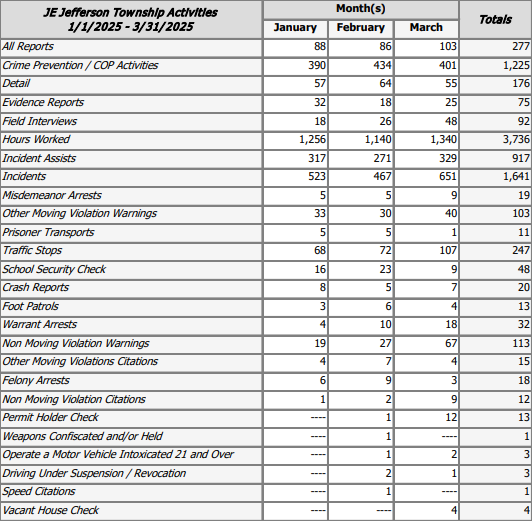 JE Jefferson Township Activities
1/1/2025 - 3/31/2025
Month(s)
Totals
January February March
All Reports 88 86 103 277
Crime Prevention / COP Activities 390 434 401 1,225
Detail 57 64 55 176
Evidence Reports 32 18 25 75
Field Interviews 18 26 48 92
Hours Worked 1,256 1,140 1,340 3,736
Incident Assists 317 271 329 917
Incidents 523 467 651 1,641
Misdemeanor Arrests 5 5 9 19
Other Moving Violation Warnings 33 30 40 103
Prisoner Transports 5 5 1 11
Traffic Stops 68 72 107 247
School Security Check 16 23 9 48
Crash Reports 8 5 7 20
Foot Patrols 3 6 4 13
Warrant Arrests 4 10 18 32
Non Moving Violation Warnings 19 27 67 113
Other Moving Violations Citations 4 7 4 15
Felony Arrests 6 9 3 18
Non Moving Violation Citations 1 2 9 12
Permit Holder Check ---- 1 12 13
Weapons Confiscated and/or Held ---- 1 ---- 1
Operate a Motor Vehicle Intoxicated 21 and Over ---- 1 2 3
Driving Under Suspension / Revocation ---- 2 1 3
Speed Citations ---- 1 ---- 1
Vacant House Check ---- ---- 4 4